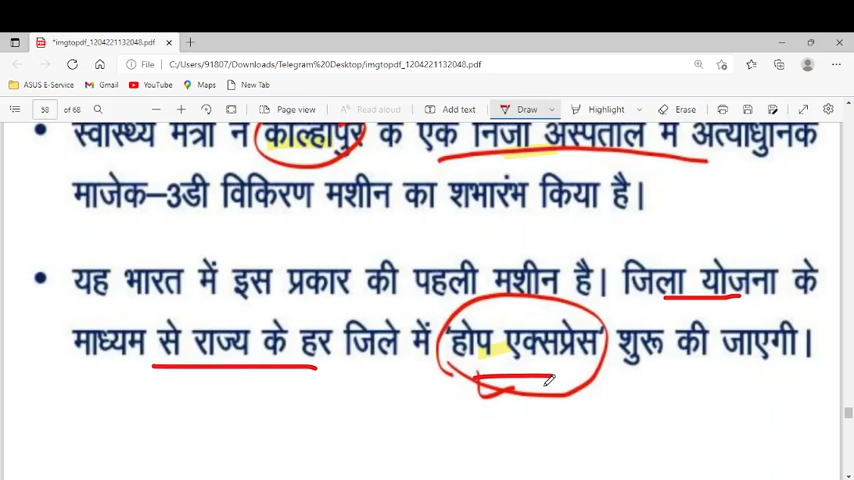 *imgtopdf_1204221132048.pdf
File C:/Users/91807/Downloads/Telegram%20Desktop/imgtopdf_1204221132048.pdf
ASUS E-Service Gmail YouTube Maps New Tab
58 of 68 Page view Read aloud Add text Draw Highlight Erase
स्वास्थ्य मंत्री ने कोल्हापुर के एक निजी अस्पताल में अत्याधुनिक
माजेक–3डी विकिरण मशीन का शभारंभ किया है।
यह भारत में इस प्रकार की पहली मशीन है। जिला योजना के
माध्यम से राज्य के हर जिले में 'होप एक्सप्रेस' शुरू की जाएगी।